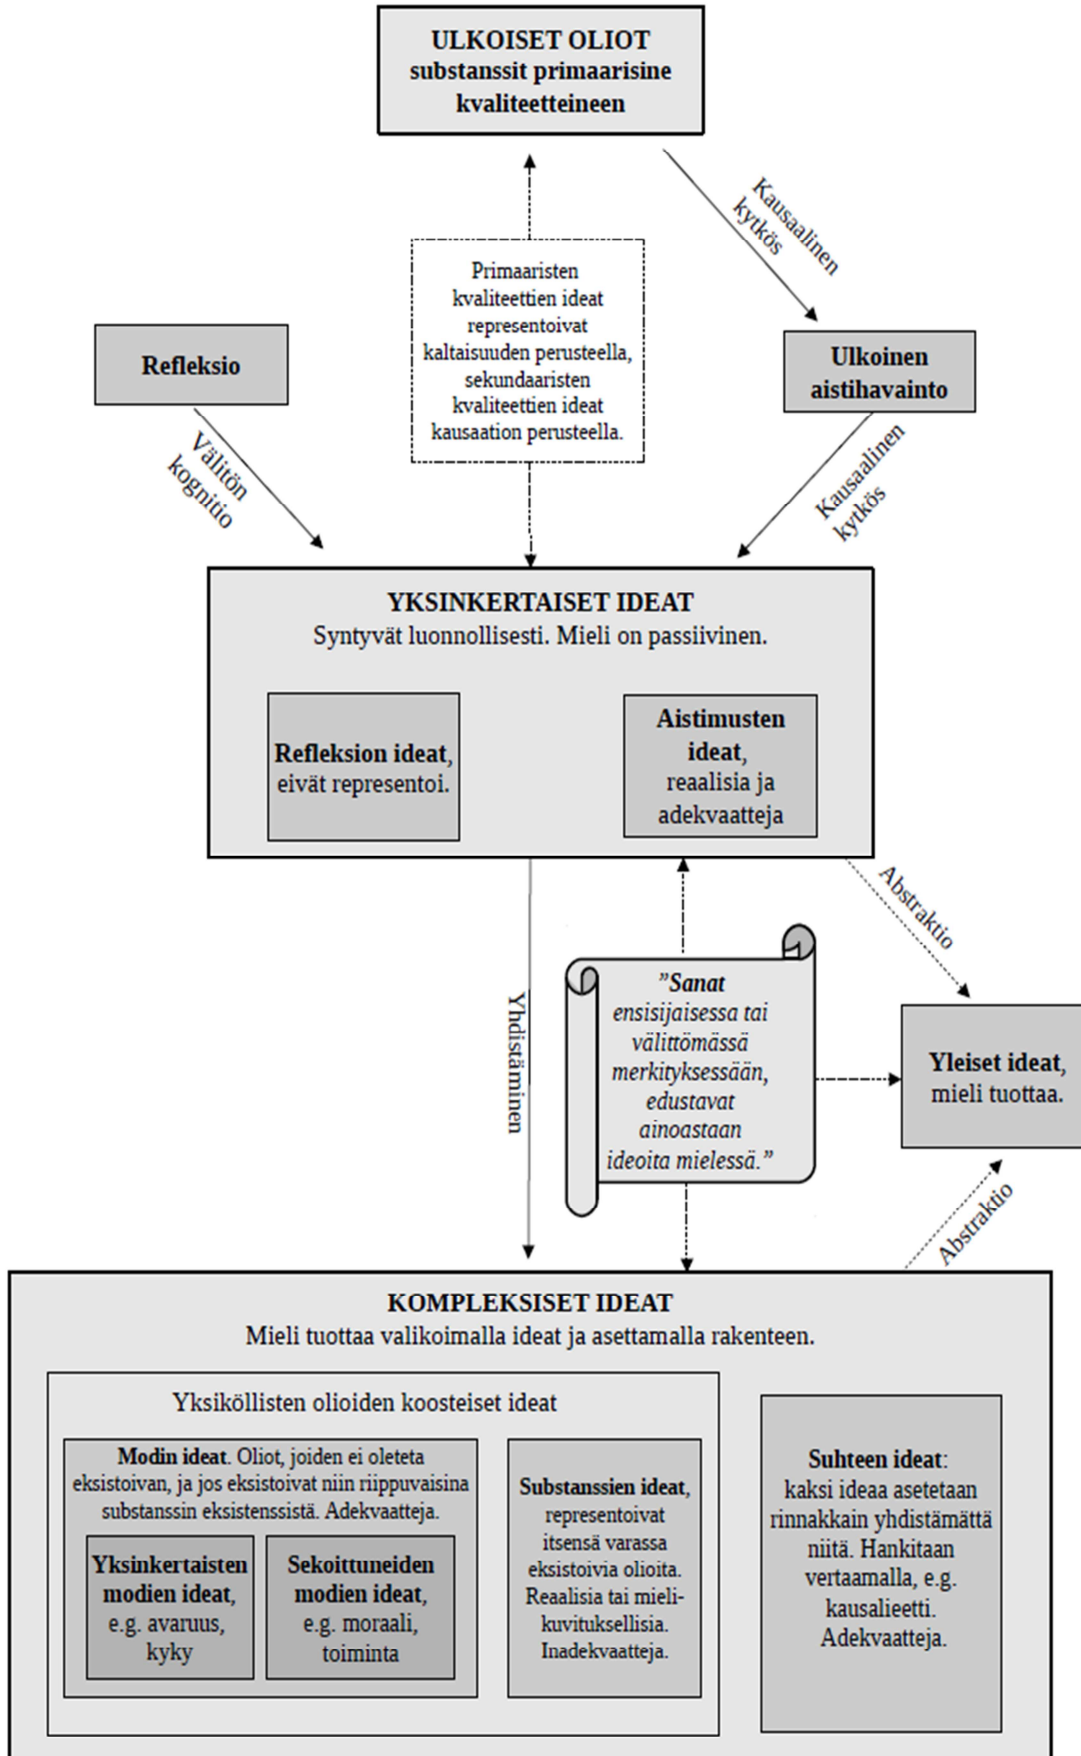 ULKOISET OLIOT
substanssit primaarisine
kvaliteetteineen
Kausaalinen
kytkös
Primaaristen
kvaliteettien ideat
representoivat
kaltaisuuden perusteella,
sekundaaristen
kvaliteettien ideat
kausaation perusteella.
Refleksio
Ulkoinen
aistihavainto
Välitön
kognitio
Kausaalinen
kytkös
YKSINKERTAISET IDEAT
Syntyvät luonnollisesti. Mieli on passiivinen.
Refleksion ideat,
eivät representoi.
Aistimusten
ideat,
reaalisia ja
adekvaatteja
Abstraktio
Yhdistäminen
”Sanat
ensisijaisessa tai
välittömässä
merkityksessään,
edustavat
ainoastaan
ideoita mielessä.”
Yleiset ideat,
mieli tuottaa.
Abstraktio
KOMPLEKSISET IDEAT
Mieli tuottaa valikoimalla ideat ja asettamalla rakenteen.
Yksiköllisten olioiden koosteiset ideat
Modin ideat. Oliot, joiden ei oleteta
eksistoivan, ja jos eksistoivat niin riippuvaisina
substanssin eksistenssistä. Adekvaatteja.
Yksinkertaisten
modien ideat,
e.g. avaruus,
kyky
Sekoittuneiden
modien ideat,
e.g. moraali,
toiminta
Substanssien ideat,
representoivat
itsensä varassa
eksistoivia olioita.
Reaalisia tai mieli-
kuvituksellisia.
Inadekvaatteja.
Suhteen ideat:
kaksi ideaa asetetaan
rinnakkain yhdistämättä
niitä. Hankitaan
vertaamalla, e.g.
kausalieetti.
Adekvaatteja.